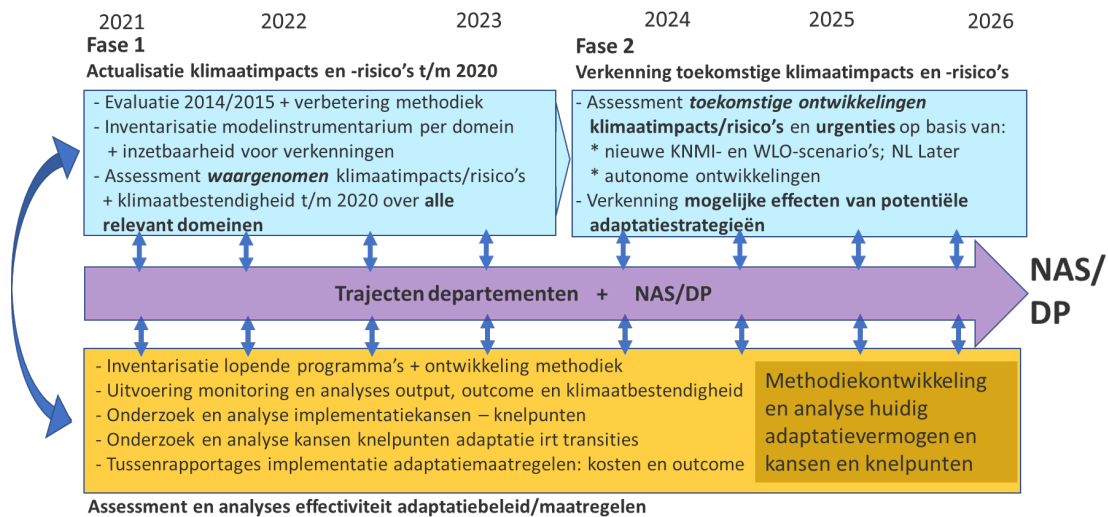 2021 2022 2023 2024 2025 2026
Fase 1
Actualisatie klimaatimpacts en -risico's t/m 2020
- Evaluatie 2014/2015 + verbetering methodiek
- Inventarisatie modelinstrumentarium per domein
+ inzetbaarheid voor verkenningen
- Assessment waargenomen klimaatimpacts/risico's
+ klimaatbestendigheid t/m 2020 over alle
relevant domeinen
Fase 2
Verkenning toekomstige klimaatimpacts en -risico's
- Assessment toekomstige ontwikkelingen
klimaatimpacts/risico's en urgenties op basis van:
* nieuwe KNMI- en WLO-scenario's; NL Later
* autonome ontwikkelingen
- Verkenning mogelijke effecten van potentiële
adaptatiestrategieën
Trajecten departementen + NAS/DP
NAS/
DP
- Inventarisatie lopende programma's + ontwikkeling methodiek
- Uitvoering monitoring en analyses output, outcome en klimaatbestendigheid
- Onderzoek en analyse implementatiekansen – knelpunten
- Onderzoek en analyse kansen knelpunten adaptatie irt transities
- Tussenrapportages implementatie adaptatiemaatregelen: kosten en outcome
Methodiekontwikkeling
en analyse huidig
adaptatievermogen en
kansen en knelpunten
Assessment en analyses effectiviteit adaptatiebeleid/maatregelen